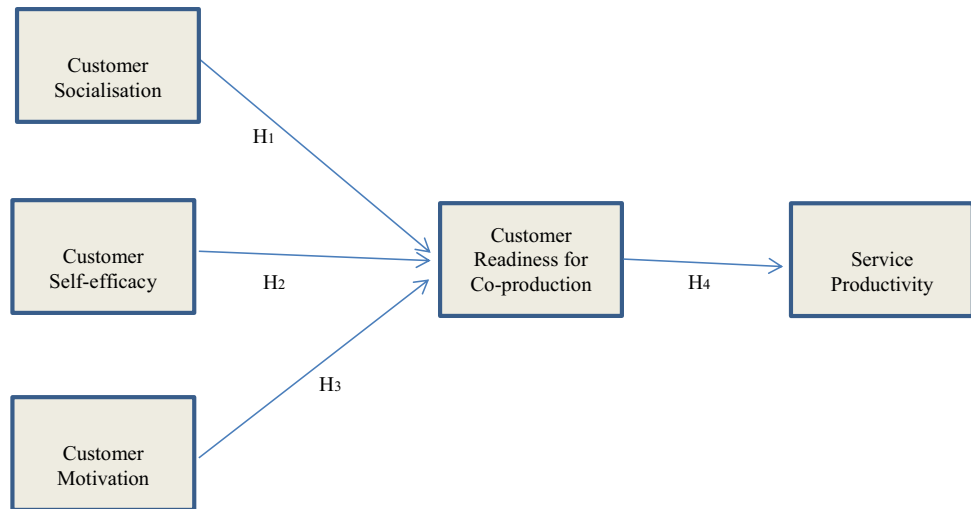 Customer
Socialisation
H1
Customer
Self-efficacy
H2
Customer
Readiness for
Co-production
H4
Service
Productivity
H3
Customer
Motivation